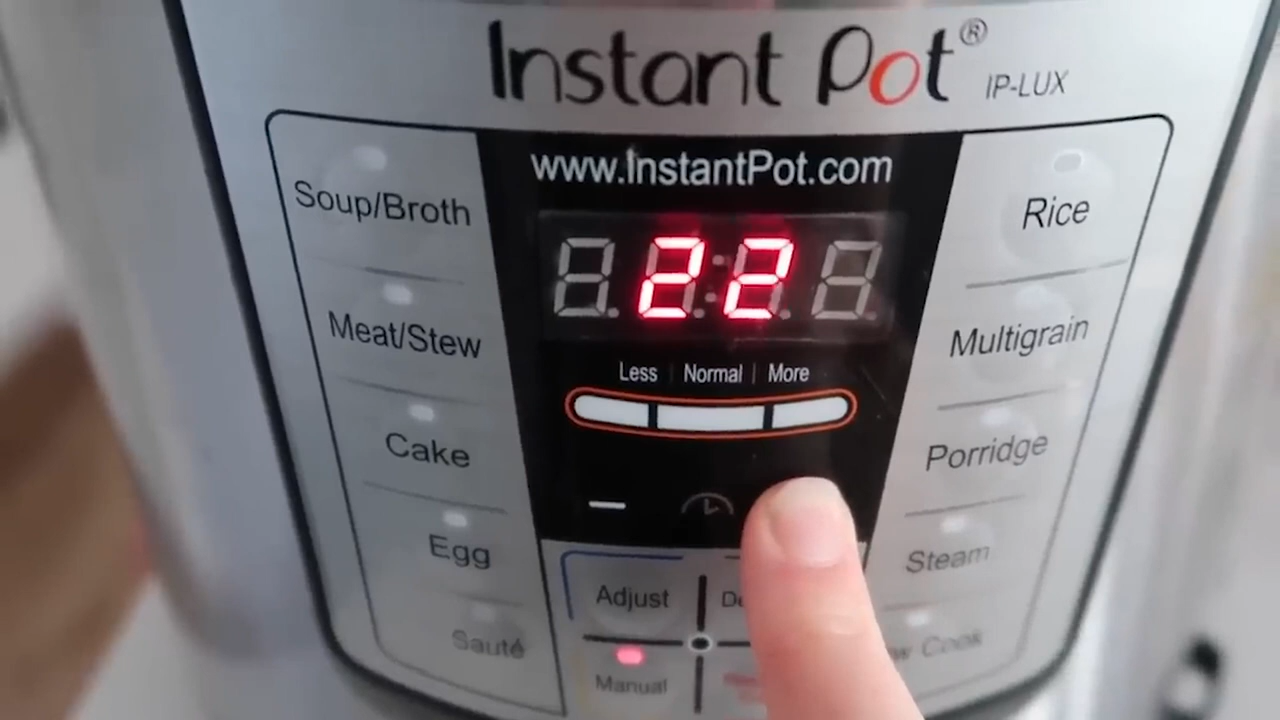 Instant Pot® IP-LUX
www.InstantPot.com
22
Less | Normal | More
Soup/Broth
Meat/Stew
Cake
Egg
Sauté
Rice
Multigrain
Porridge
Steam
Cook
Adjust
Manual